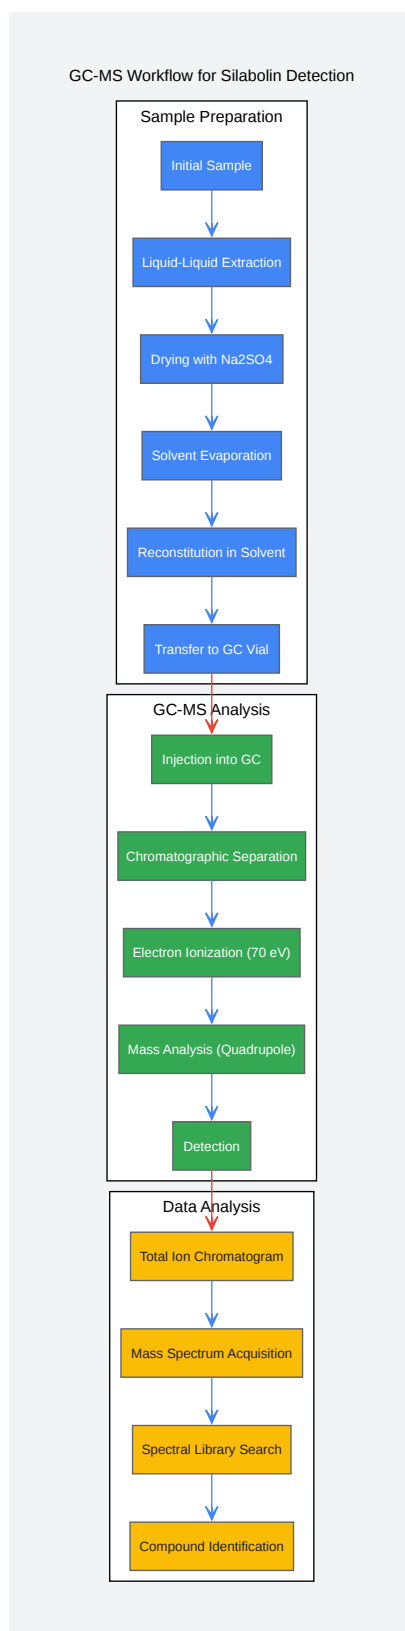 GC-MS Workflow for Silabolin Detection
Sample Preparation
Initial Sample
Liquid-Liquid Extraction
Drying with Na2SO4
Solvent Evaporation
Reconstitution in Solvent
Transfer to GC Vial
GC-MS Analysis
Injection into GC
Chromatographic Separation
Electron Ionization (70 eV)
Mass Analysis (Quadrupole)
Detection
Data Analysis
Total Ion Chromatogram
Mass Spectrum Acquisition
Spectral Library Search
Compound Identification